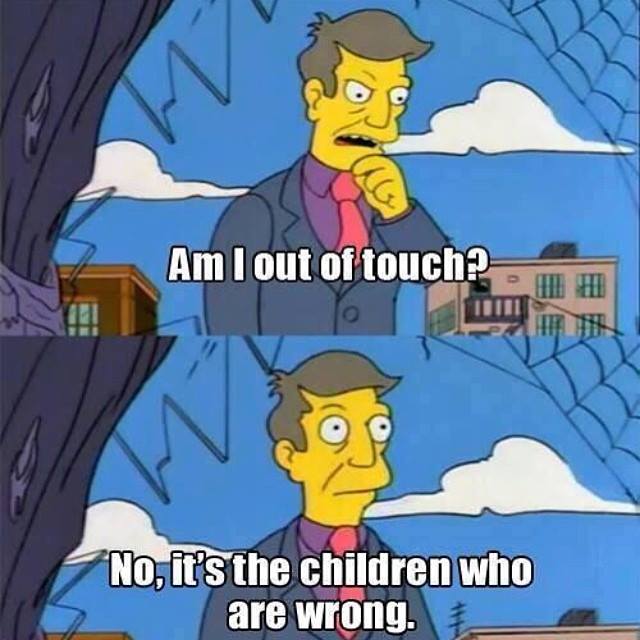 Am I out of touch?
No, it's the children who
are wrong.